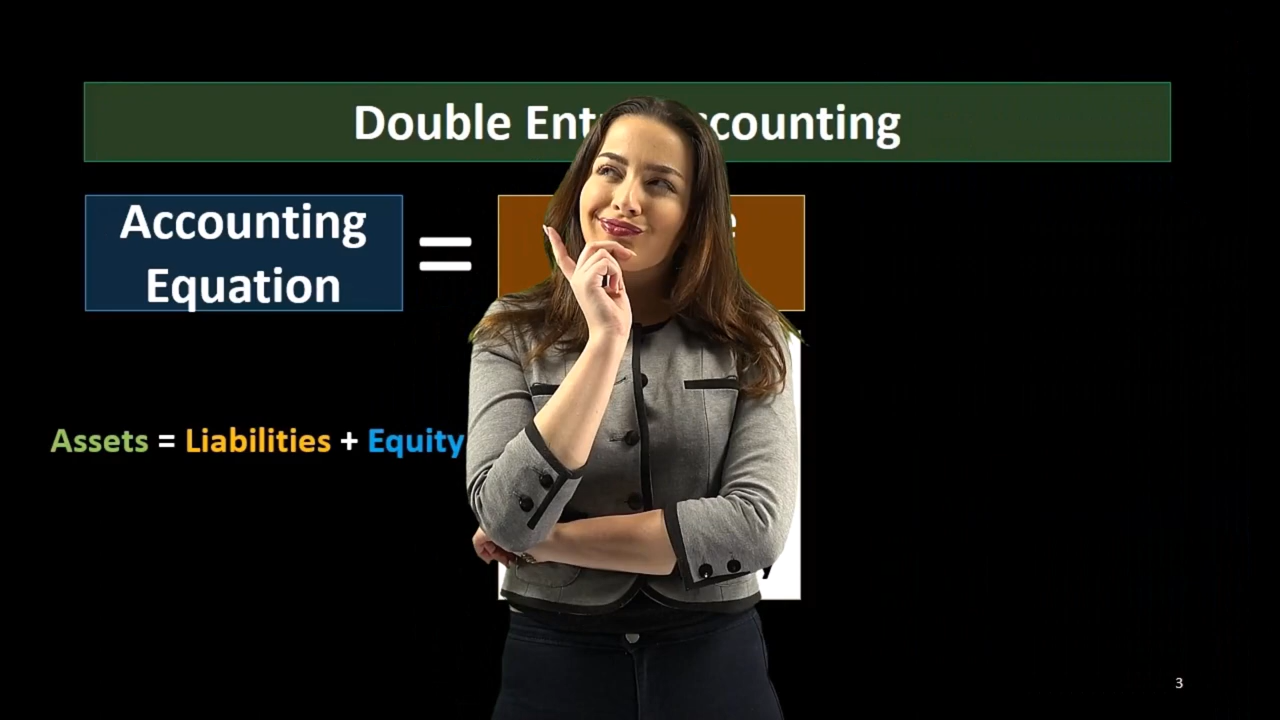 Double Ent ccounting
Accounting
Equation
=
e
Assets = Liabilities + Equity
3